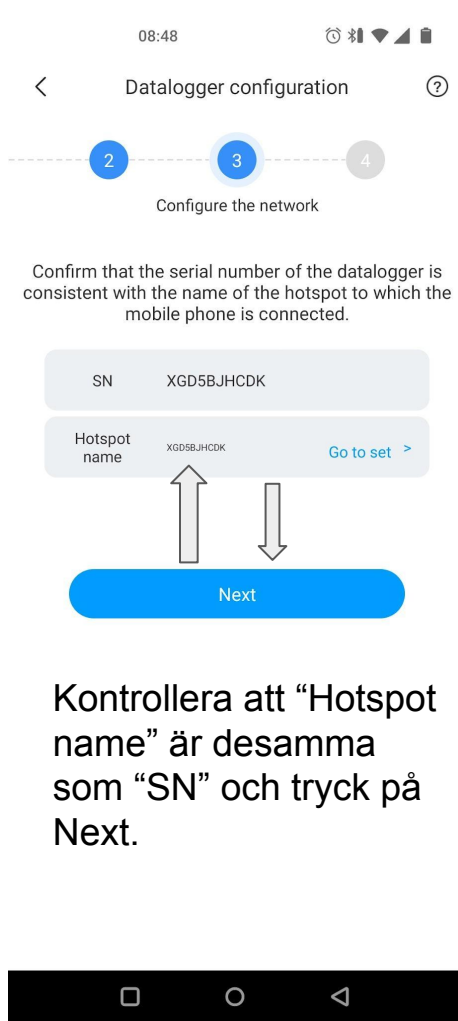 08:48
Datalogger configuration
2
3
4
Configure the network
Confirm that the serial number of the datalogger is
consistent with the name of the hotspot to which the
mobile phone is connected.
SN XGD5BJHCDK
Hotspot
name
XGD5BJHCDK
Go to set >
Next
Kontrollera att “Hotspot
name” är desamma
som “SN” och tryck på
Next.